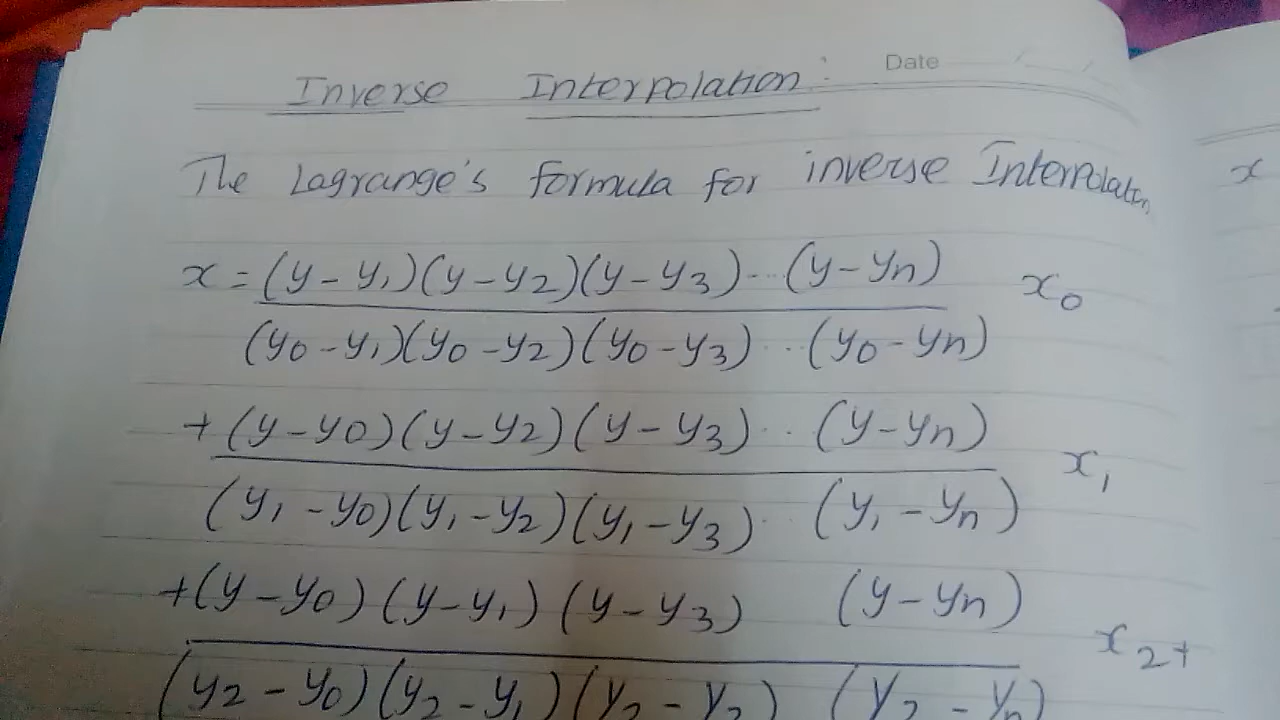 Date
Inverse Interpolation:
The Lagrange's formula for inverse Interpolatn
x = (y - y₁)(y - y₂)(y - y₃) ... (y - yn) x₀
(y₀ - y₁)(y₀ - y₂)(y₀ - y₃) .. (y₀ - yn)
+ (y - y₀)(y - y₂)(y - y₃) .. (y - yn) x₁
(y₁ - y₀)(y₁ - y₂)(y₁ - y₃) (y₁ - yn)
+ (y - y₀)(y - y₁)(y - y₃) (y - yn) x₂ +
(y₂ - y₀)(y₂ - y₁)(y₂ - y₃) (y₂ - yn)
x